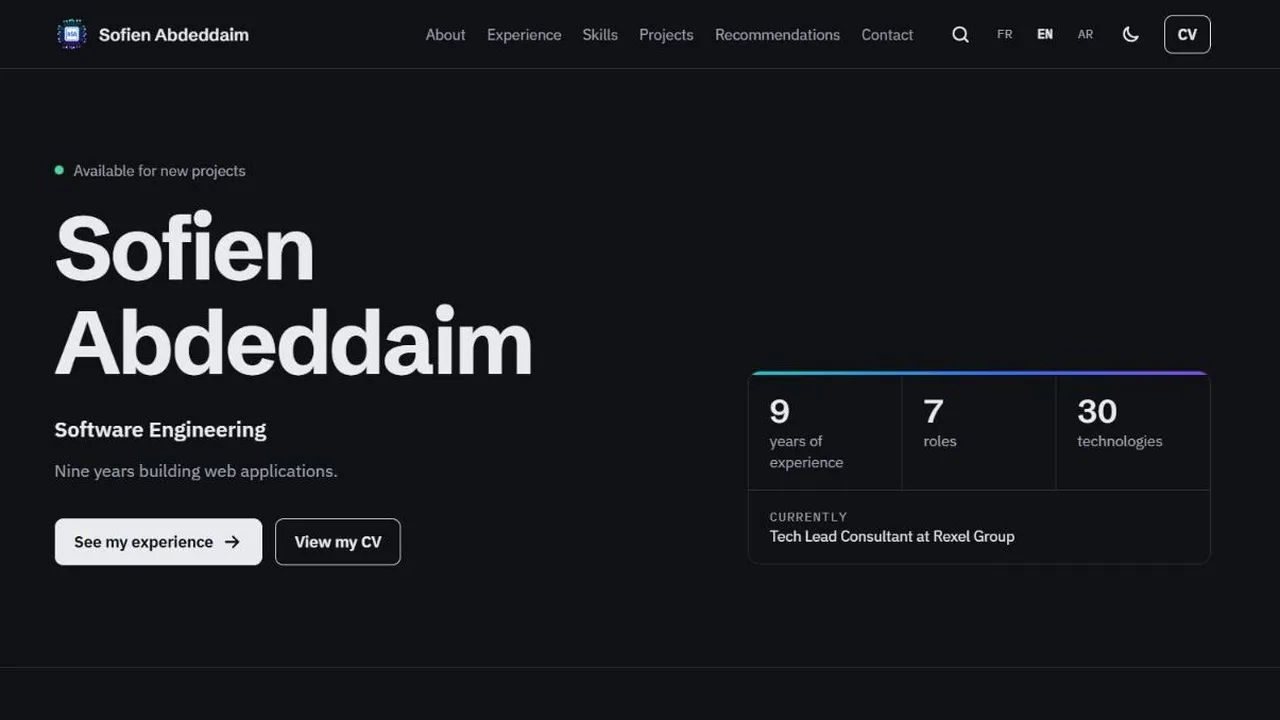 Sofien Abdeddaim
About
Experience
Skills
Projects
Recommendations
Contact
FR
EN
AR
CV
Available for new projects
Sofien
Abdeddaim
Software Engineering
Nine years building web applications.
See my experience →
View my CV
9
years of
experience
7
roles
30
technologies
CURRENTLY
Tech Lead Consultant at Rexel Group